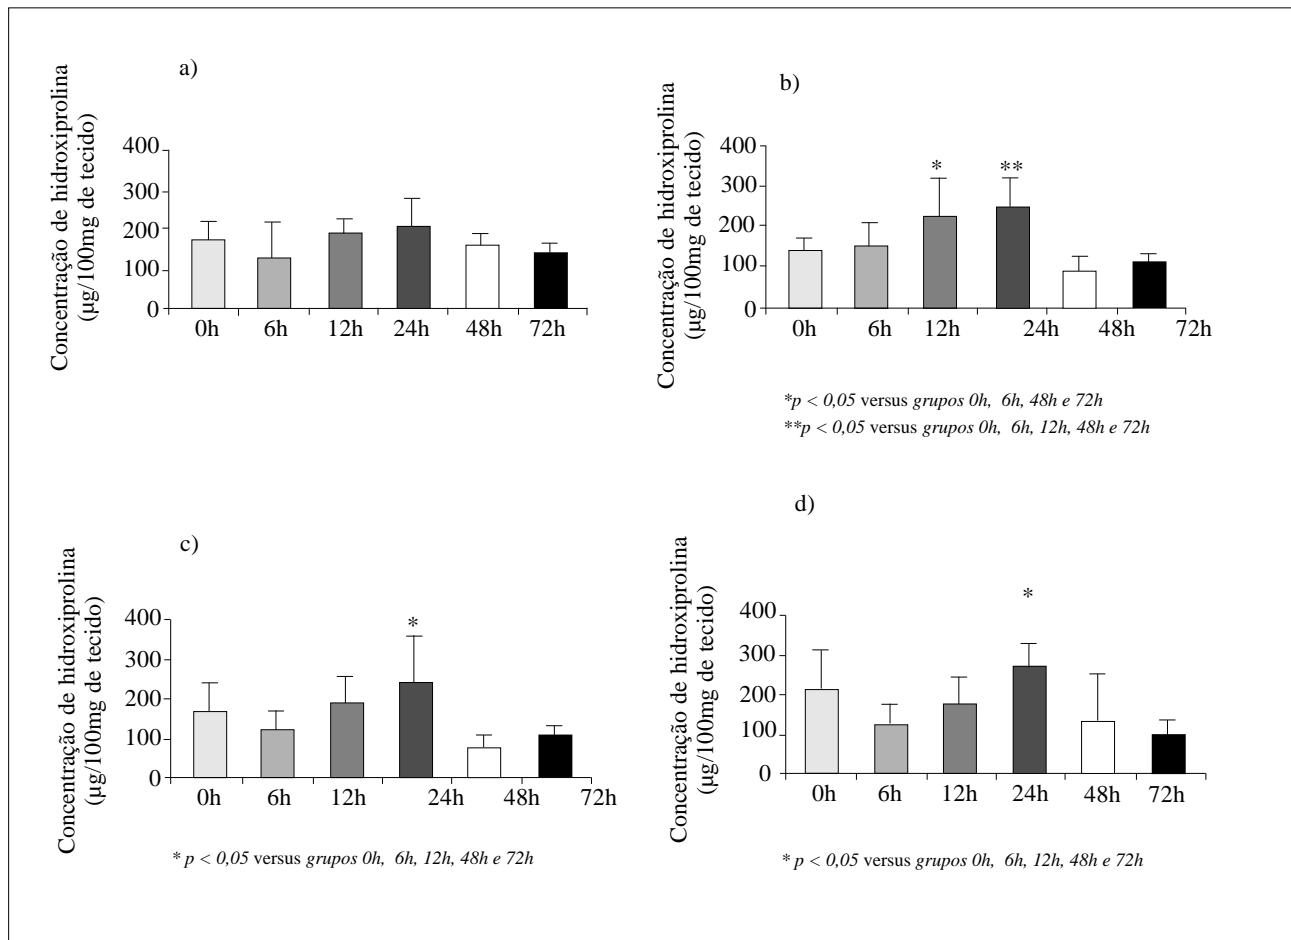 a)
Concentração de hidroxiprolina
(µg/100mg de tecido)
400
300
200
100
0
0h 6h 12h 24h 48h 72h
b)
Concentração de hidroxiprolina
(µg/100mg de tecido)
400
300
200
100
0
* **
0h 6h 12h 24h 48h 72h
*p < 0,05 versus grupos 0h, 6h, 48h e 72h
**p < 0,05 versus grupos 0h, 6h, 12h, 48h e 72h
c)
Concentração de hidroxiprolina
(µg/100mg de tecido)
400
300
200
100
0
*
0h 6h 12h 24h 48h 72h
* p < 0,05 versus grupos 0h, 6h, 12h, 48h e 72h
d)
Concentração de hidroxiprolina
(µg/100mg de tecido)
400
300
200
100
0
*
0h 6h 12h 24h 48h 72h
* p < 0,05 versus grupos 0h, 6h, 12h, 48h e 72h